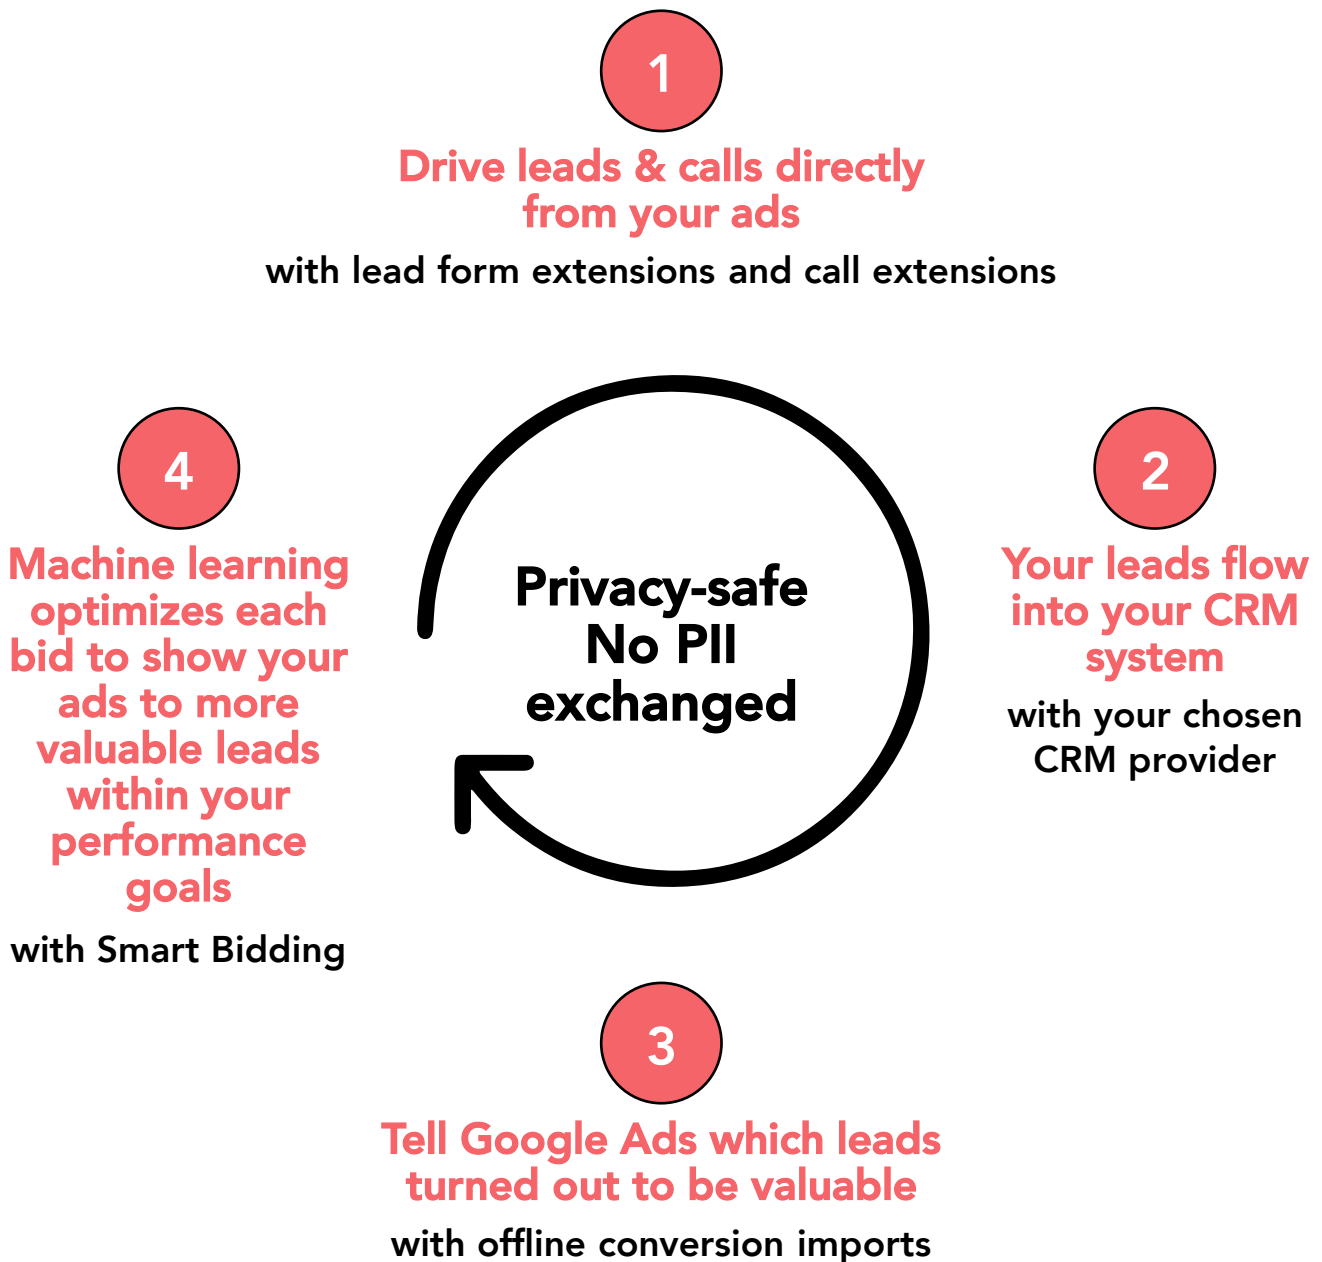 1
Drive leads & calls directly
from your ads
with lead form extensions and call extensions
2
Your leads flow
into your CRM
system
with your chosen
CRM provider
3
Tell Google Ads which leads
turned out to be valuable
with offline conversion imports
4
Machine learning
optimizes each
bid to show your
ads to more
valuable leads
within your
performance
goals
with Smart Bidding
Privacy-safe
No PII
exchanged